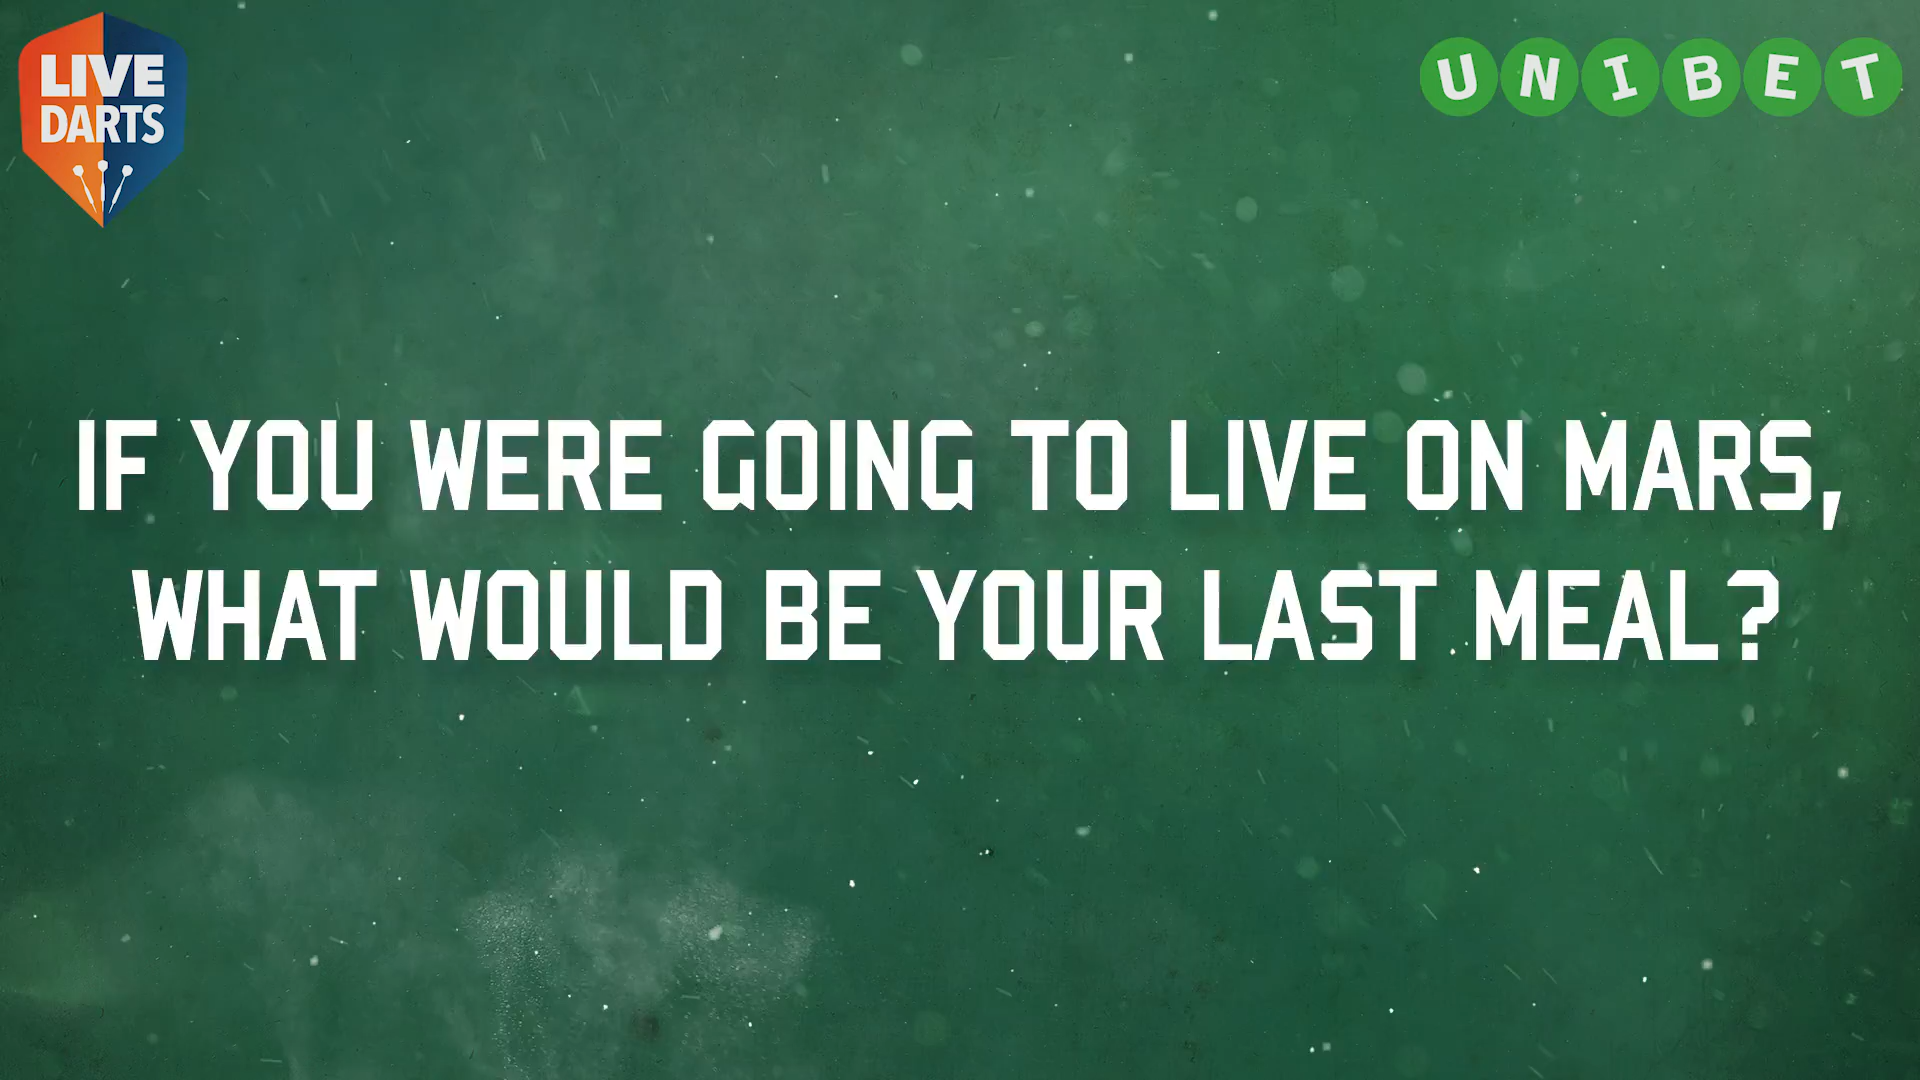 LIVE
DARTS
UNIBET
IF YOU WERE GOING TO LIVE ON MARS,
WHAT WOULD BE YOUR LAST MEAL?